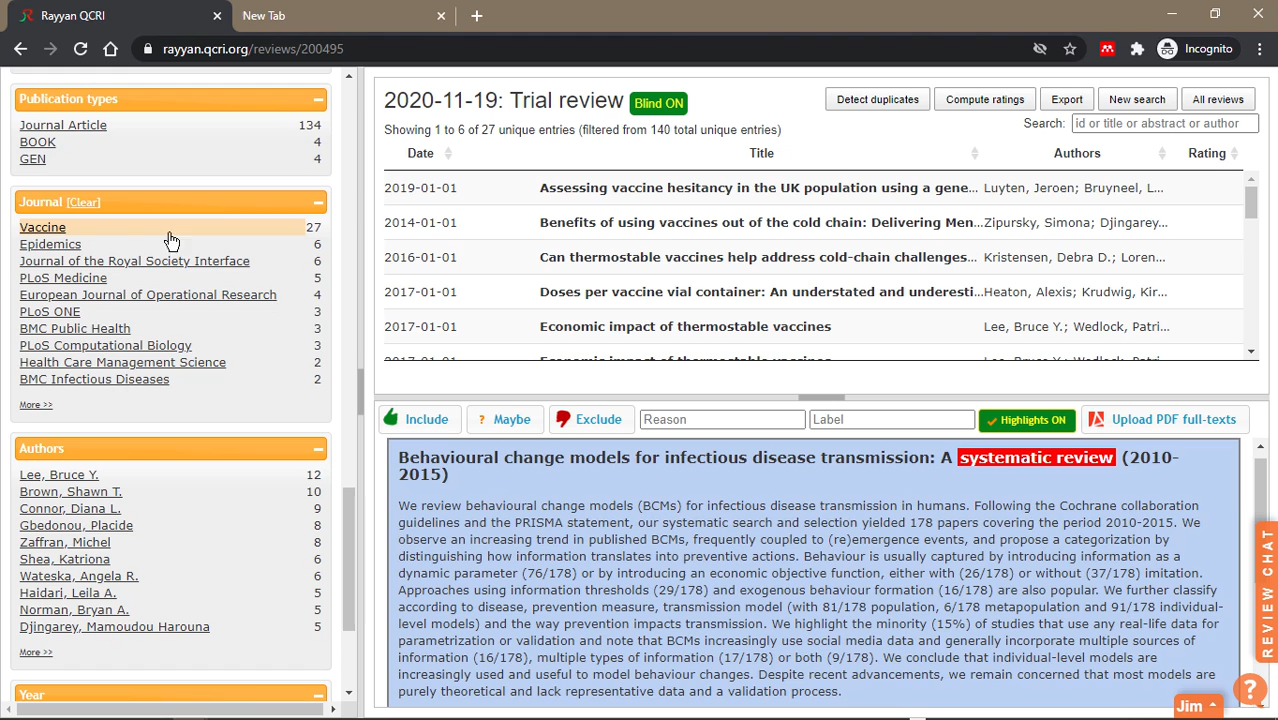 Rayyan QCRI
New Tab
rayyan.qcri.org/reviews/200495
Incognito
Publication types
Journal Article 134
BOOK 4
GEN 4
Journal [Clear]
Vaccine 27
Epidemics 6
Journal of the Royal Society Interface 6
PLoS Medicine 5
European Journal of Operational Research 4
PLoS ONE 3
BMC Public Health 3
PLoS Computational Biology 3
Health Care Management Science 2
BMC Infectious Diseases 2
More >>
Authors
Lee, Bruce Y. 12
Brown, Shawn T. 10
Connor, Diana L. 9
Gbedonou, Placide 8
Zaffran, Michel 8
Shea, Katriona 6
Wateska, Angela R. 6
Haidari, Leila A. 5
Norman, Bryan A. 5
Djingarey, Mamoudou Harouna 5
More >>
Year
2020-11-19: Trial review Blind ON
Detect duplicates Compute ratings Export New search All reviews
Showing 1 to 6 of 27 unique entries (filtered from 140 total unique entries)
Search: id or title or abstract or author
Date Title Authors Rating
2019-01-01 Assessing vaccine hesitancy in the UK population using a gene... Luyten, Jeroen; Bruyneel, L...
2014-01-01 Benefits of using vaccines out of the cold chain: Delivering Men... Zipursky, Simona; Djingarey...
2016-01-01 Can thermostable vaccines help address cold-chain challenges... Kristensen, Debra D.; Loren...
2017-01-01 Doses per vaccine vial container: An understated and underesti... Heaton, Alexis; Krudwig, Kir...
2017-01-01 Economic impact of thermostable vaccines Lee, Bruce Y.; Wedlock, Patri...
2017-01-01 Economic impact of thermostable vaccines Lee, Bruce Y.; Wedlock, Patri...
Include ? Maybe Exclude Reason Label Highlights ON Upload PDF full-texts
Behavioural change models for infectious disease transmission: A systematic review (2010-
2015)
We review behavioural change models (BCMs) for infectious disease transmission in humans. Following the Cochrane collaboration
guidelines and the PRISMA statement, our systematic search and selection yielded 178 papers covering the period 2010-2015. We
observe an increasing trend in published BCMs, frequently coupled to (re)emergence events, and propose a categorization by
distinguishing how information translates into preventive actions. Behaviour is usually captured by introducing information as a
dynamic parameter (76/178) or by introducing an economic objective function, either with (26/178) or without (37/178) imitation.
Approaches using information thresholds (29/178) and exogenous behaviour formation (16/178) are also popular. We further classify
according to disease, prevention measure, transmission model (with 81/178 population, 6/178 metapopulation and 91/178 individual-
level models) and the way prevention impacts transmission. We highlight the minority (15%) of studies that use any real-life data for
parametrization or validation and note that BCMs increasingly use social media data and generally incorporate multiple sources of
information (16/178), multiple types of information (17/178) or both (9/178). We conclude that individual-level models are
increasingly used and useful to model behaviour changes. Despite recent advancements, we remain concerned that most models are
purely theoretical and lack representative data and a validation process.
REVIEW CHAT
?
Jim